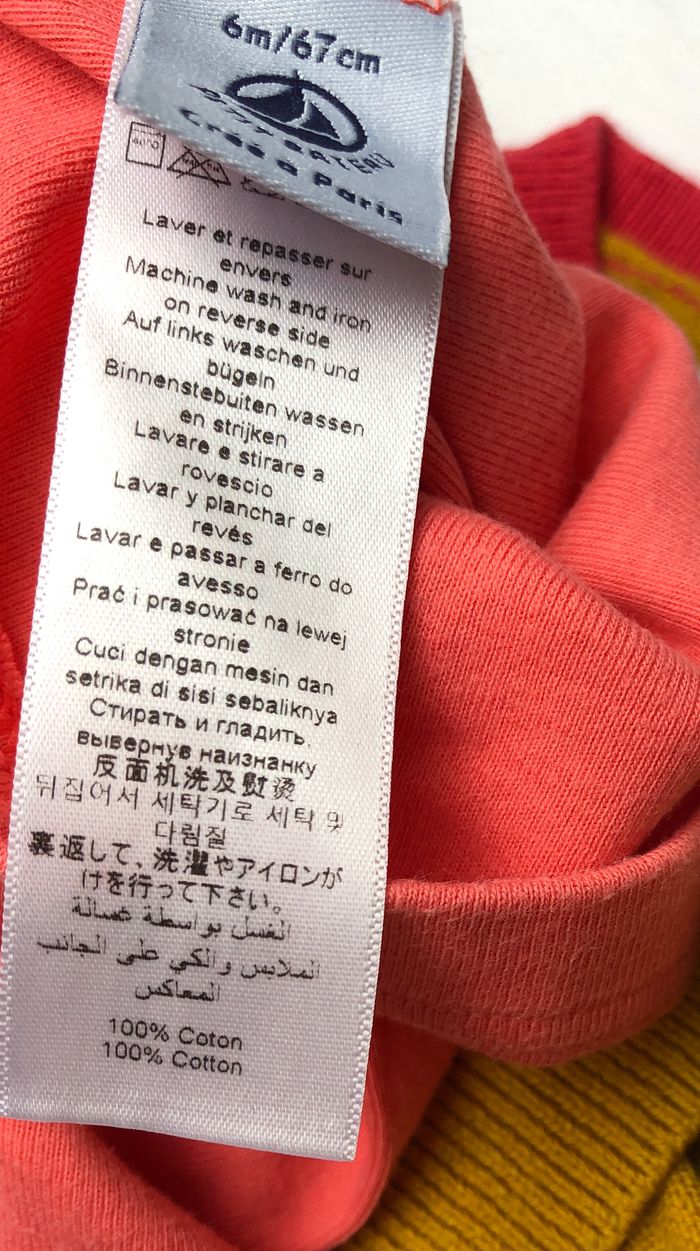 6m/67cm
PETIT BATEAU
Créé à Paris
Laver et repasser sur
envers
Machine wash and iron
on reverse side
Auf links waschen und
bügeln
Binnenstebuiten wassen
en strijken
Lavare e stirare a
rovescio
Lavar y planchar del
revés
Lavar e passar a ferro do
avesso
Prać i prasować na lewej
stronie
Cuci dengan mesin dan
setrika di sisi sebaliknya
Стирать и гладить,
вывернув наизнанку
反面机洗及熨烫
뒤집어서 세탁기로 세탁 및
다림질
裏返して、洗濯やアイロンが
けを行って下さい。
الغسل بواسطة غسالة
الملابس والكي على الجانب
المعاكس
100% Coton
100% Cotton